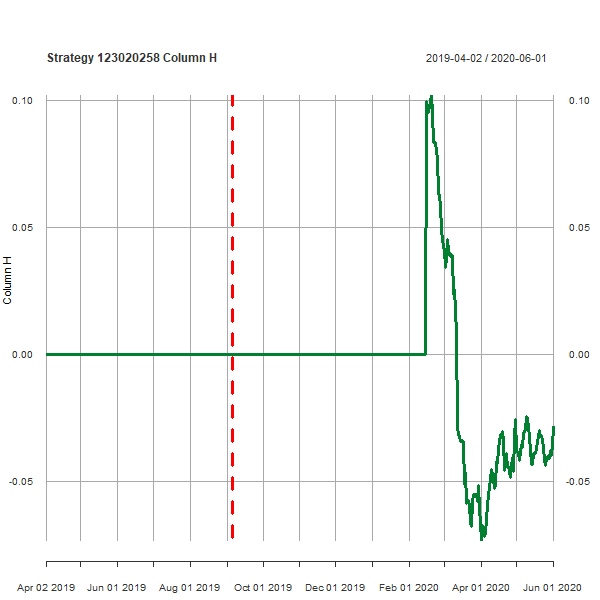 Strategy 123020258 Column H
2019-04-02 / 2020-06-01
0.10
0.10
0.05
0.05
Column H
0.00
0.00
-0.05
-0.05
Apr 02 2019
Jun 01 2019
Aug 01 2019
Oct 01 2019
Dec 01 2019
Feb 01 2020
Apr 01 2020
Jun 01 2020